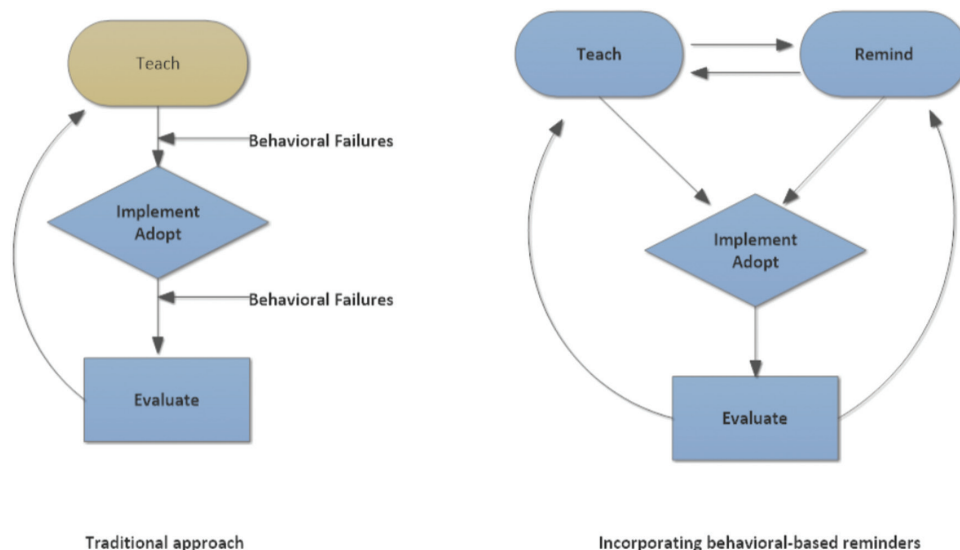 Teach
Behavioral Failures
Implement
Adopt
Behavioral Failures
Evaluate
Traditional approach
Teach
Remind
Implement
Adopt
Evaluate
Incorporating behavioral-based reminders